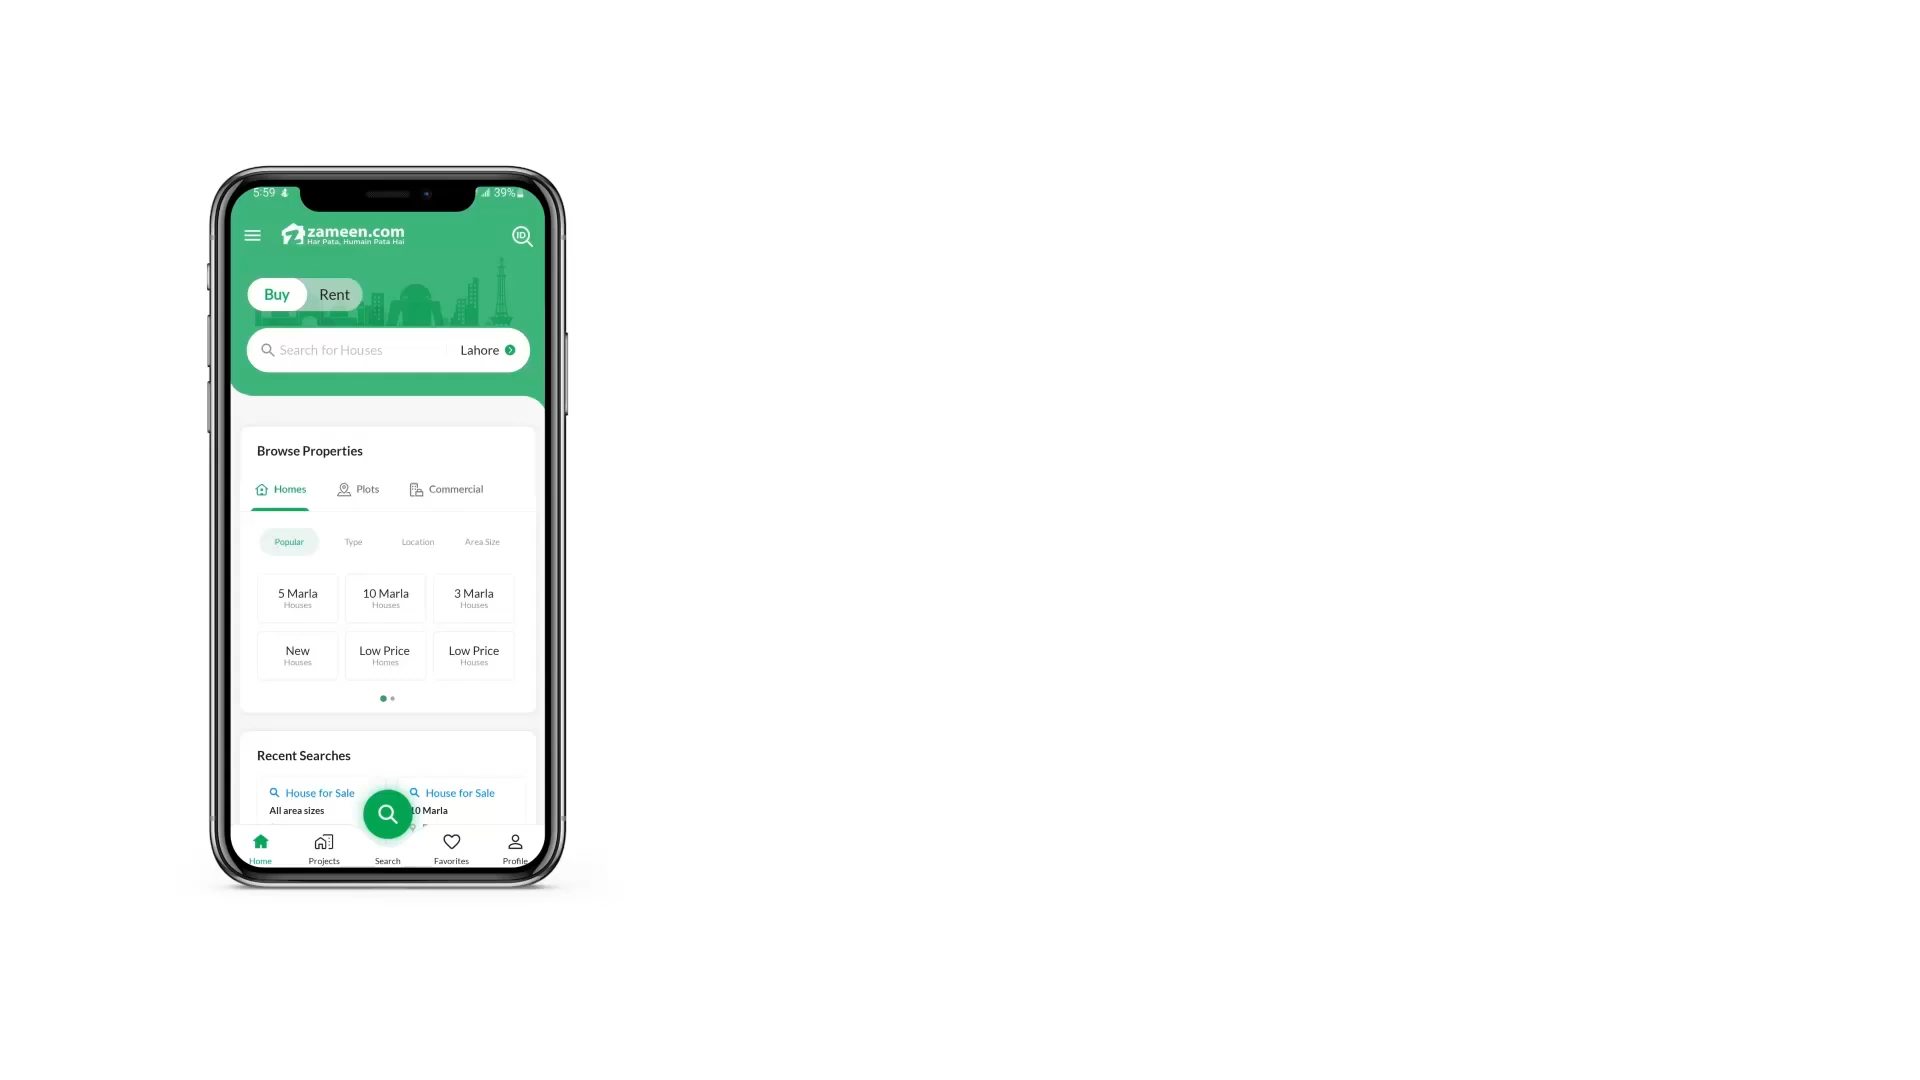 5:59 39%
zameen.com
Har Pata, Humain Pata Hai
ID
Buy Rent
Search for Houses Lahore
Browse Properties
Homes Plots Commercial
Popular Type Location Area Size
5 Marla 10 Marla 3 Marla
Houses Houses Houses
New Low Price Low Price
Houses Homes Houses
Recent Searches
House for Sale House for Sale
All area sizes 10 Marla
Home Projects Search Favorites Profile